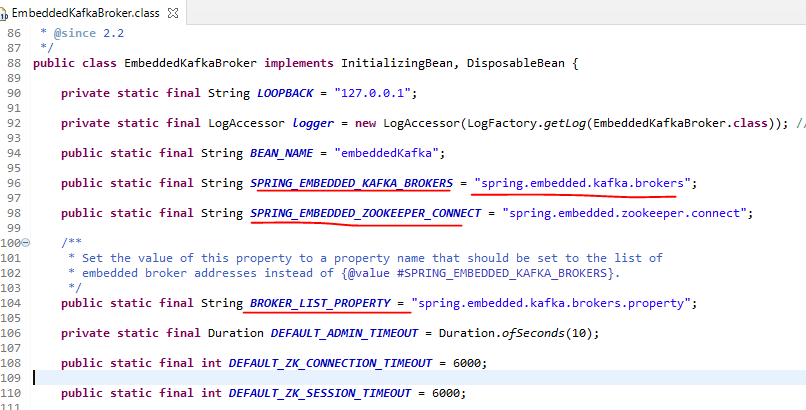 EmbeddedKafkaBroker.class
86 * @since 2.2
87 */
88 public class EmbeddedKafkaBroker implements InitializingBean, DisposableBean {
89
90 private static final String LOOPBACK = "127.0.0.1";
91
92 private static final LogAccessor logger = new LogAccessor(LogFactory.getLog(EmbeddedKafkaBroker.class)); //
93
94 public static final String BEAN_NAME = "embeddedKafka";
95
96 public static final String SPRING_EMBEDDED_KAFKA_BROKERS = "spring.embedded.kafka.brokers";
97
98 public static final String SPRING_EMBEDDED_ZOOKEEPER_CONNECT = "spring.embedded.zookeeper.connect";
99
100 /**
101 * Set the value of this property to a property name that should be set to the list of
102 * embedded broker addresses instead of {@value #SPRING_EMBEDDED_KAFKA_BROKERS}.
103 */
104 public static final String BROKER_LIST_PROPERTY = "spring.embedded.kafka.brokers.property";
105
106 private static final Duration DEFAULT_ADMIN_TIMEOUT = Duration.ofSeconds(10);
107
108 public static final int DEFAULT_ZK_CONNECTION_TIMEOUT = 6000;
109
110 public static final int DEFAULT_ZK_SESSION_TIMEOUT = 6000;
111